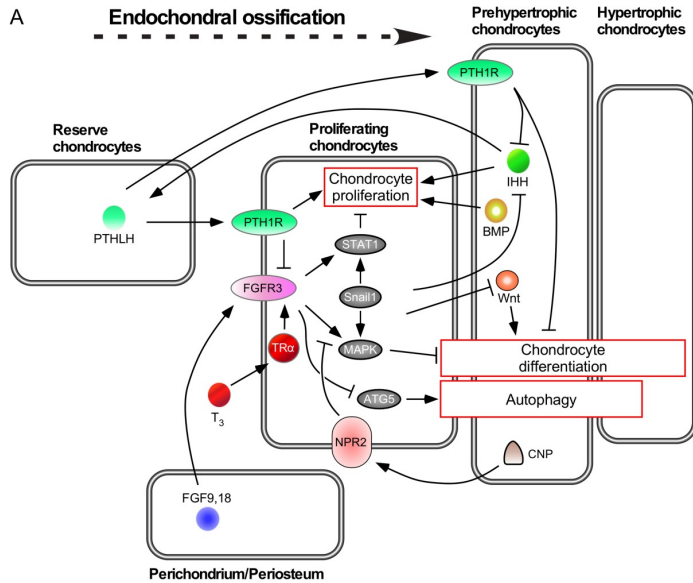 A
Endochondral ossification
Prehypertrophic
chondrocytes
Hypertrophic
chondrocytes
PTH1R
Reserve
chondrocytes
Proliferating
chondrocytes
Chondrocyte
proliferation
IHH
PTHLH
PTH1R
BMP
STAT1
FGFR3
Snail1
Wnt
TRα
MAPK
Chondrocyte
differentiation
T3
ATG5
Autophagy
NPR2
CNP
FGF9,18
Perichondrium/Periosteum